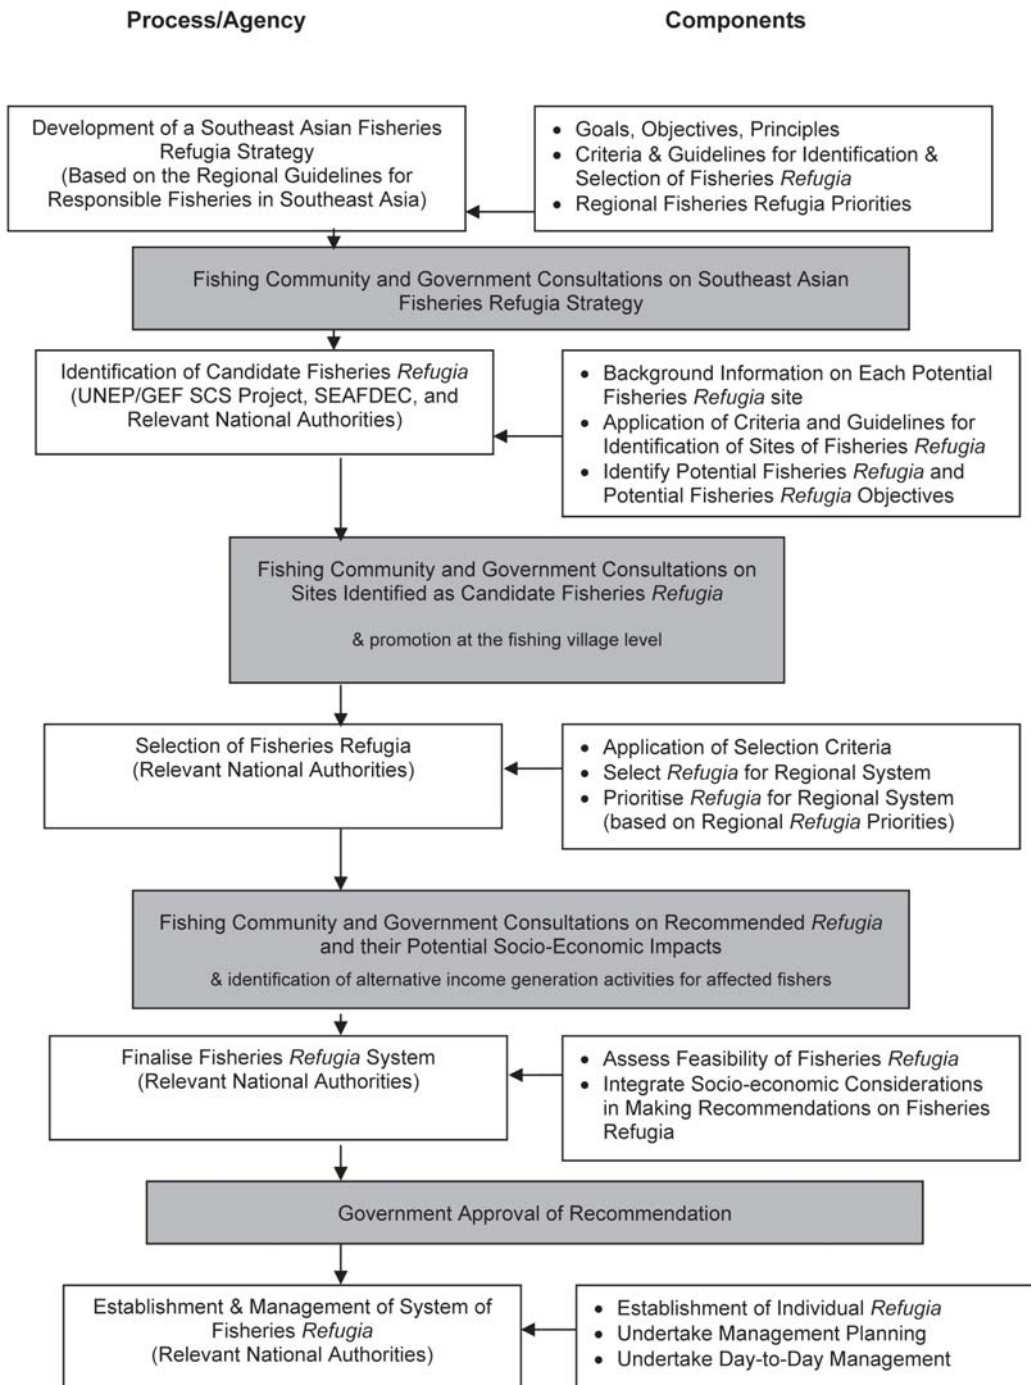 Process/Agency
Components
Development of a Southeast Asian Fisheries
Refugia Strategy
(Based on the Regional Guidelines for
Responsible Fisheries in Southeast Asia)
• Goals, Objectives, Principles
• Criteria & Guidelines for Identification &
Selection of Fisheries Refugia
• Regional Fisheries Refugia Priorities
Fishing Community and Government Consultations on Southeast Asian
Fisheries Refugia Strategy
Identification of Candidate Fisheries Refugia
(UNEP/GEF SCS Project, SEAFDEC, and
Relevant National Authorities)
• Background Information on Each Potential
Fisheries Refugia site
• Application of Criteria and Guidelines for
Identification of Sites of Fisheries Refugia
• Identify Potential Fisheries Refugia and
Potential Fisheries Refugia Objectives
Fishing Community and Government Consultations on
Sites Identified as Candidate Fisheries Refugia
& promotion at the fishing village level
Selection of Fisheries Refugia
(Relevant National Authorities)
• Application of Selection Criteria
• Select Refugia for Regional System
• Prioritise Refugia for Regional System
(based on Regional Refugia Priorities)
Fishing Community and Government Consultations on Recommended Refugia
and their Potential Socio-Economic Impacts
& identification of alternative income generation activities for affected fishers
Finalise Fisheries Refugia System
(Relevant National Authorities)
• Assess Feasibility of Fisheries Refugia
• Integrate Socio-economic Considerations
in Making Recommendations on Fisheries
Refugia
Government Approval of Recommendation
Establishment & Management of System of
Fisheries Refugia
(Relevant National Authorities)
• Establishment of Individual Refugia
• Undertake Management Planning
• Undertake Day-to-Day Management